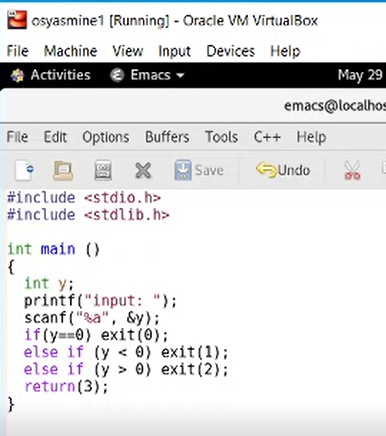 osyasmine1 [Running] - Oracle VM VirtualBox
File Machine View Input Devices Help
Activities Emacs May 29
emacs@localhos
File Edit Options Buffers Tools C++ Help
Save Undo
#include <stdio.h>
#include <stdlib.h>
int main ()
{
int y;
printf("input: ");
scanf("%a", &y);
if(y==0) exit(0);
else if (y < 0) exit(1);
else if (y > 0) exit(2);
return(3);
}